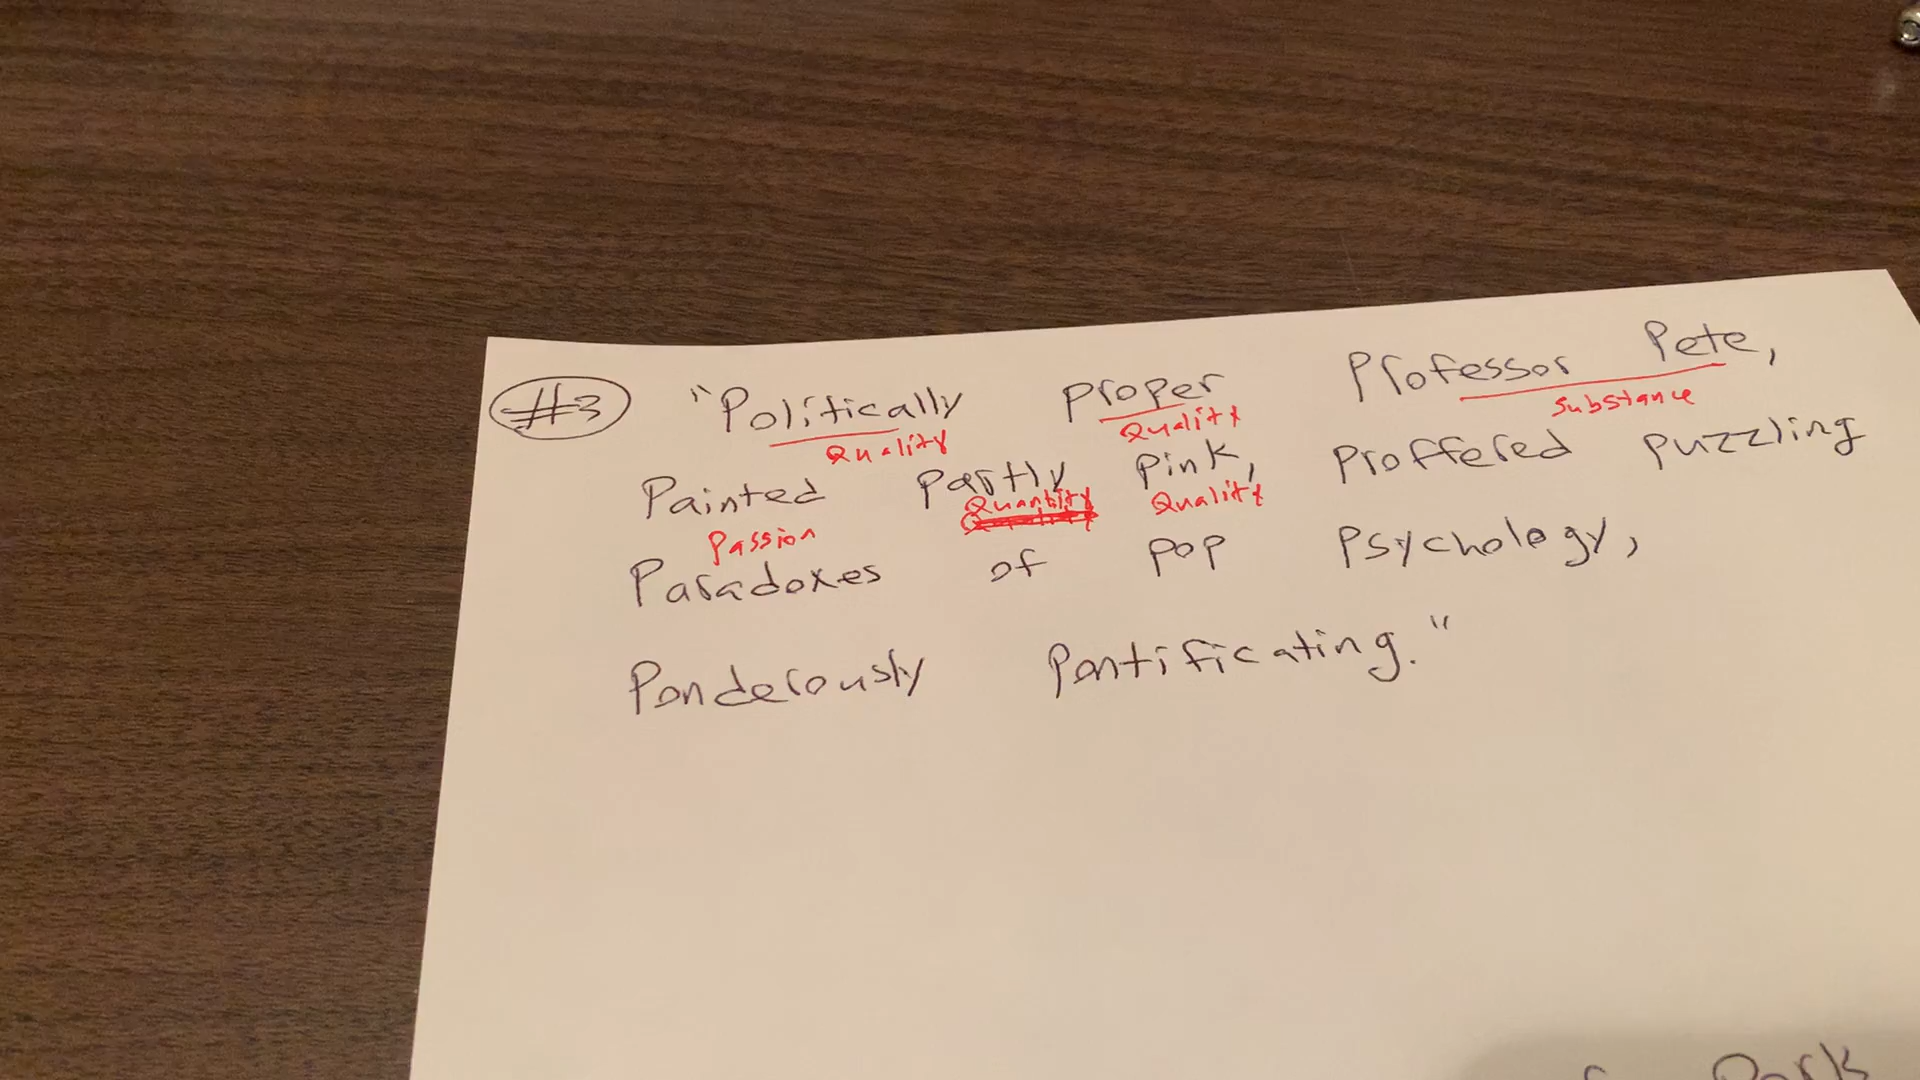 #3 "Politically proper Professor Pete,
Quality Quality Substance
Painted partly pink, proffered puzzling
Passion Quantity Quality
Paradoxes of pop psychology,
Ponderously pontificating."
Park